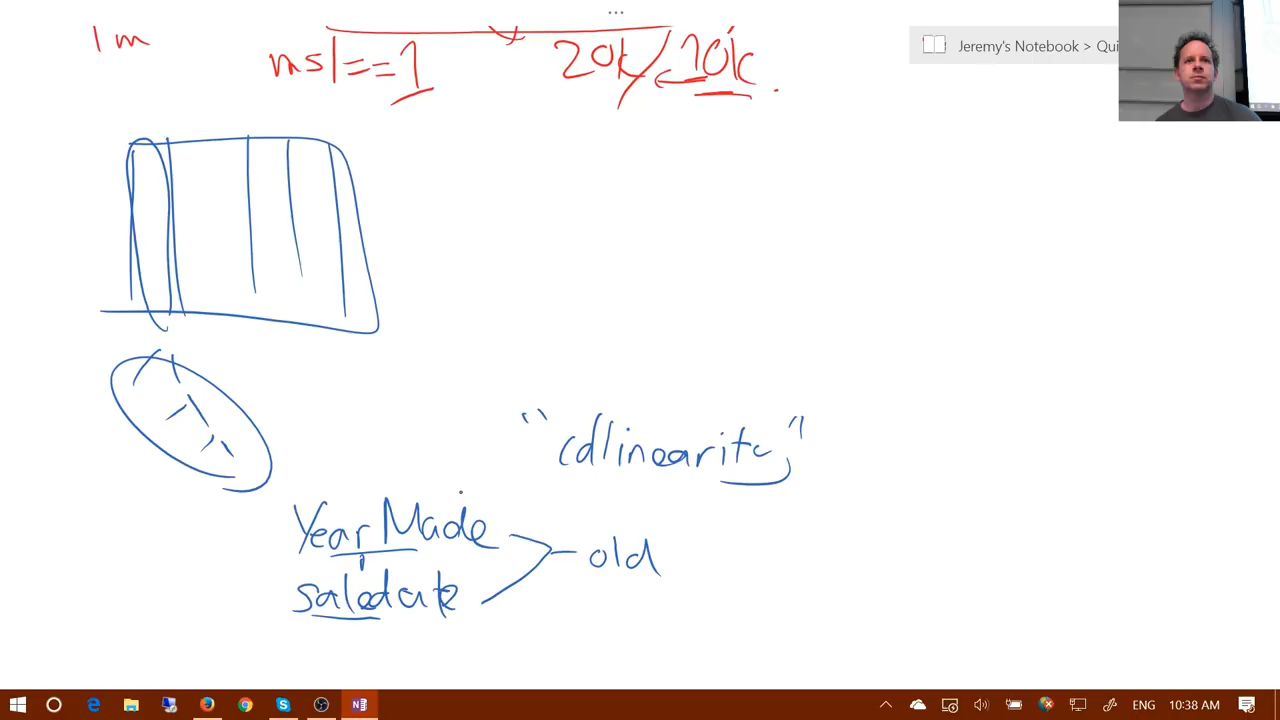 1m
msl==1 20k/20k.
Jeremy's Notebook > Qui
"collinearity"
YearMade
saledate
old
ENG 10:38 AM